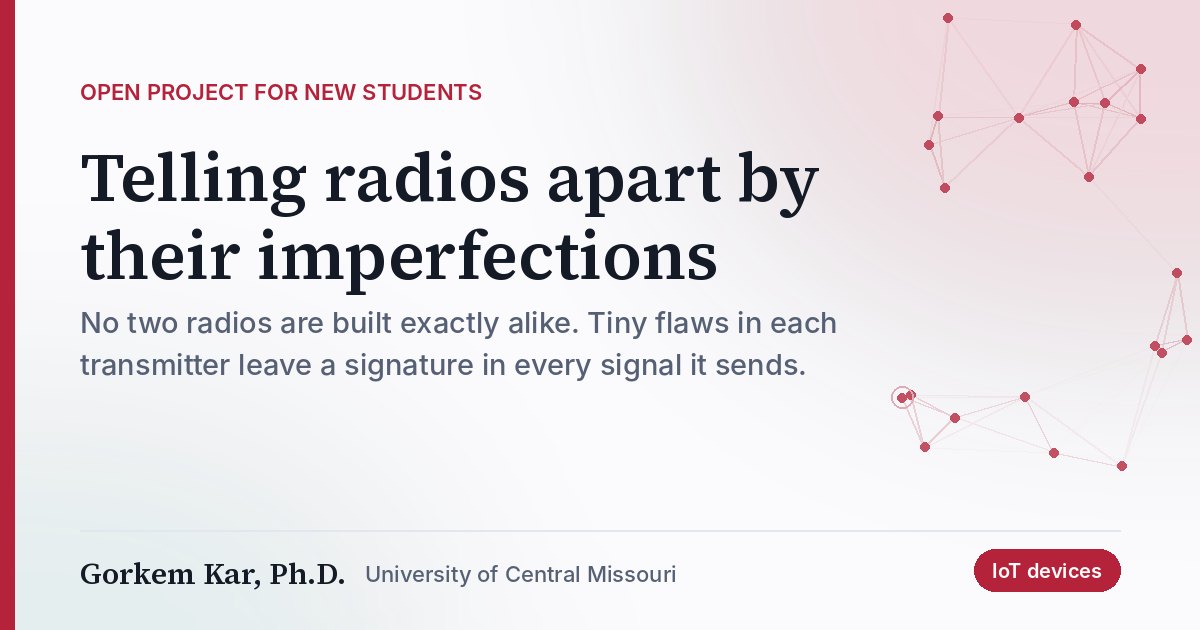 OPEN PROJECT FOR NEW STUDENTS
Telling radios apart by
their imperfections
No two radios are built exactly alike. Tiny flaws in each
transmitter leave a signature in every signal it sends.
Gorkem Kar, Ph.D. University of Central Missouri
IoT devices